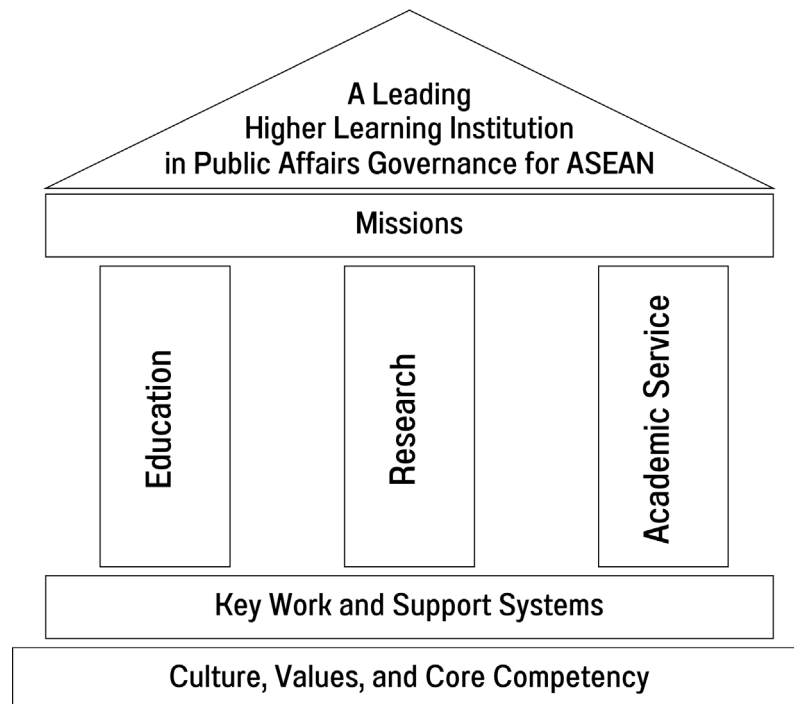 A Leading
Higher Learning Institution
in Public Affairs Governance for ASEAN
Missions
Education
Research
Academic Service
Key Work and Support Systems
Culture, Values, and Core Competency